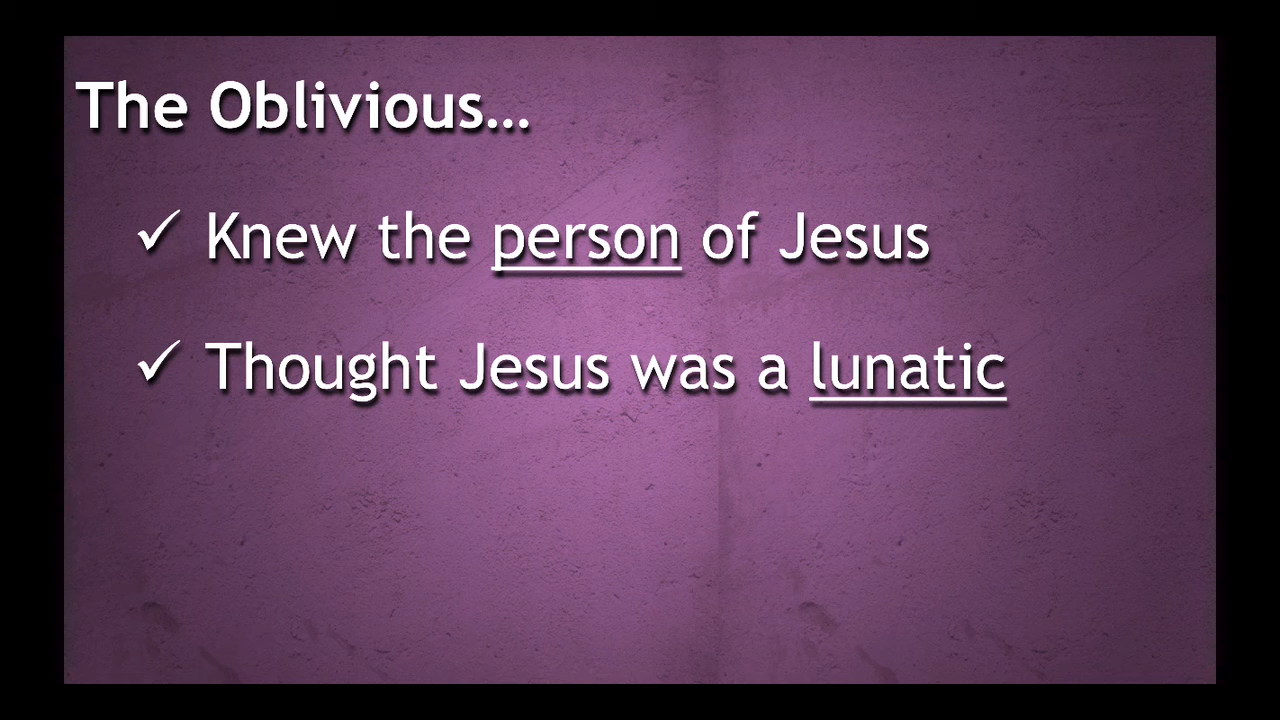 The Oblivious…
✓ Knew the person of Jesus
✓ Thought Jesus was a lunatic